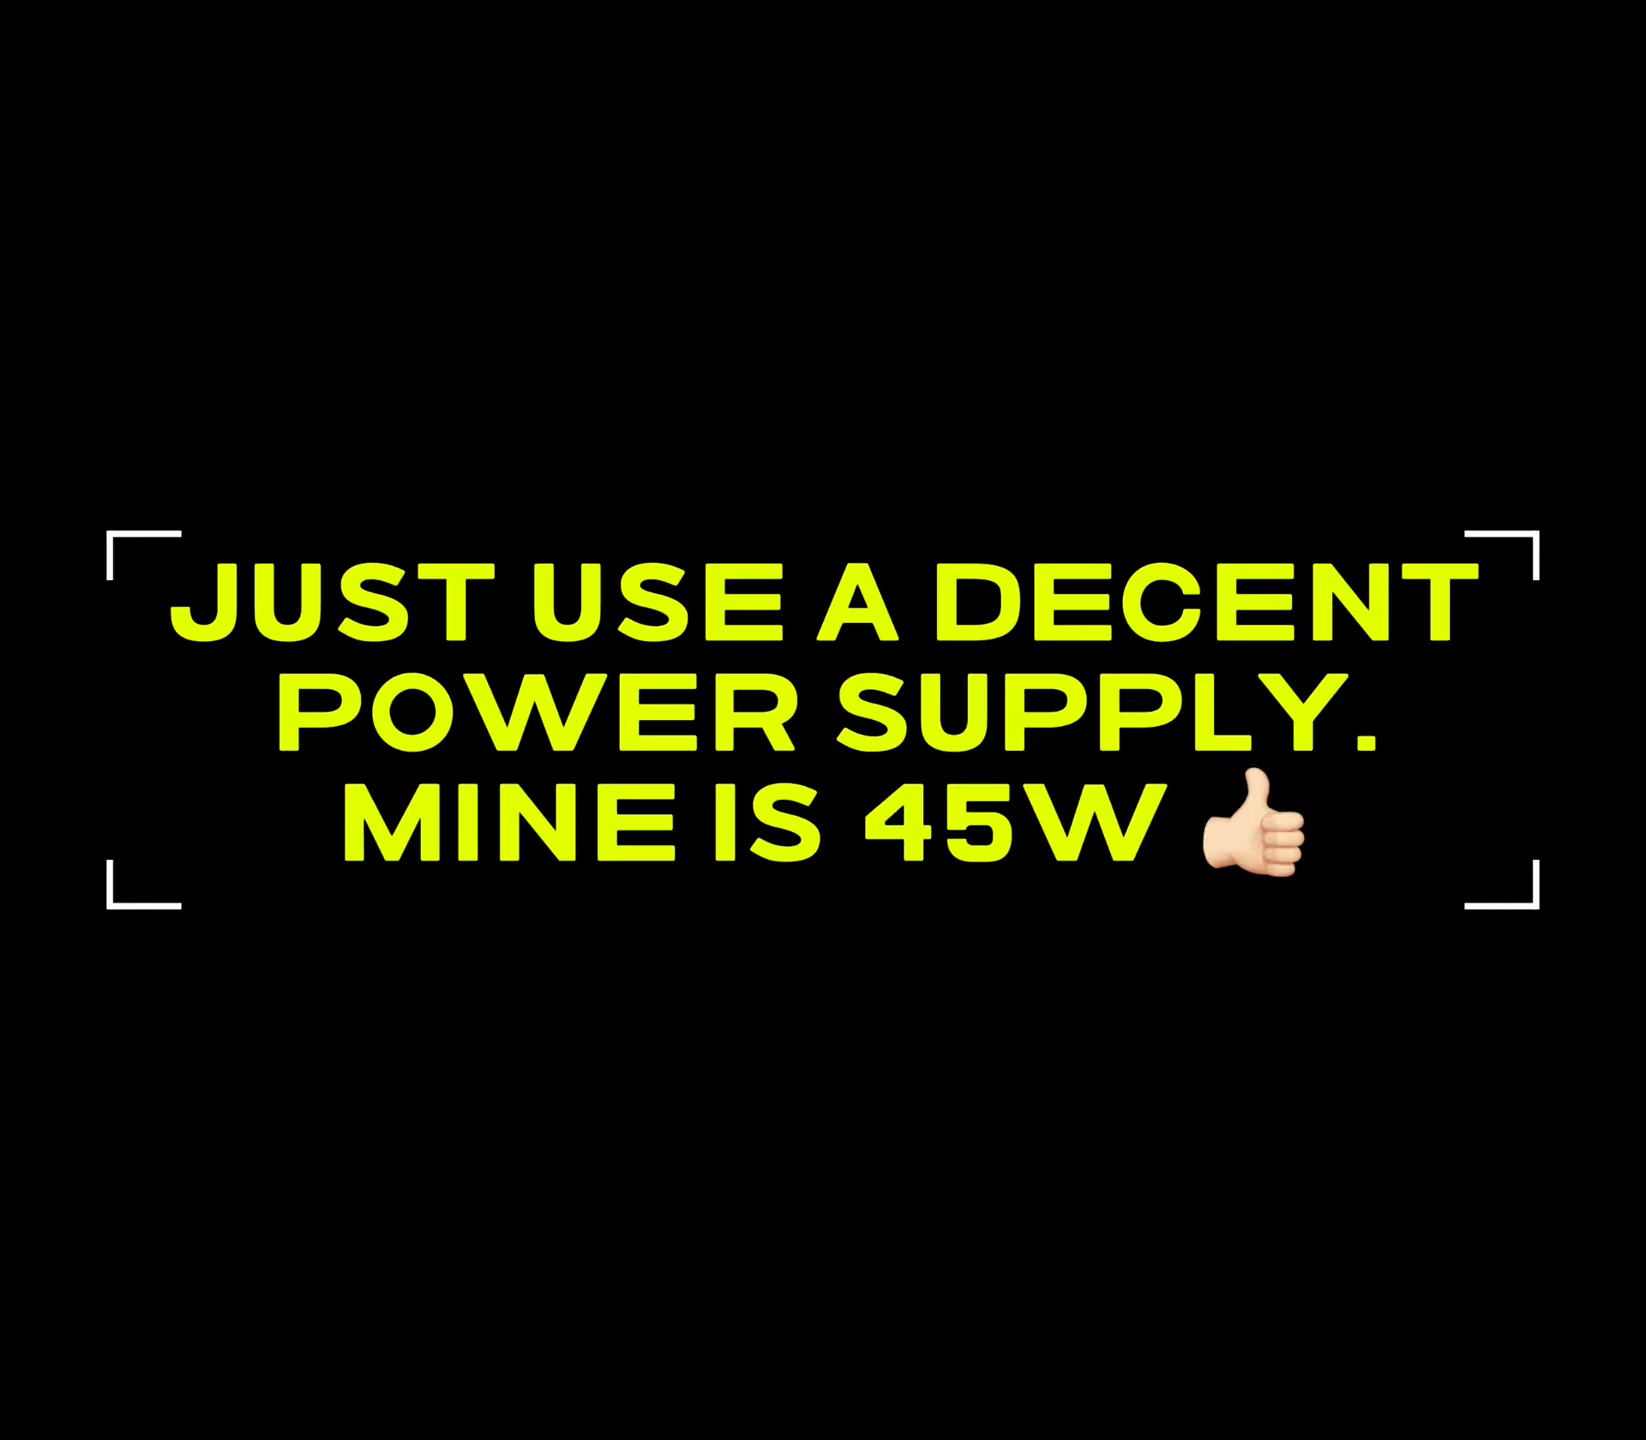 JUST USE A DECENT
POWER SUPPLY.
MINE IS 45W 👍🏻